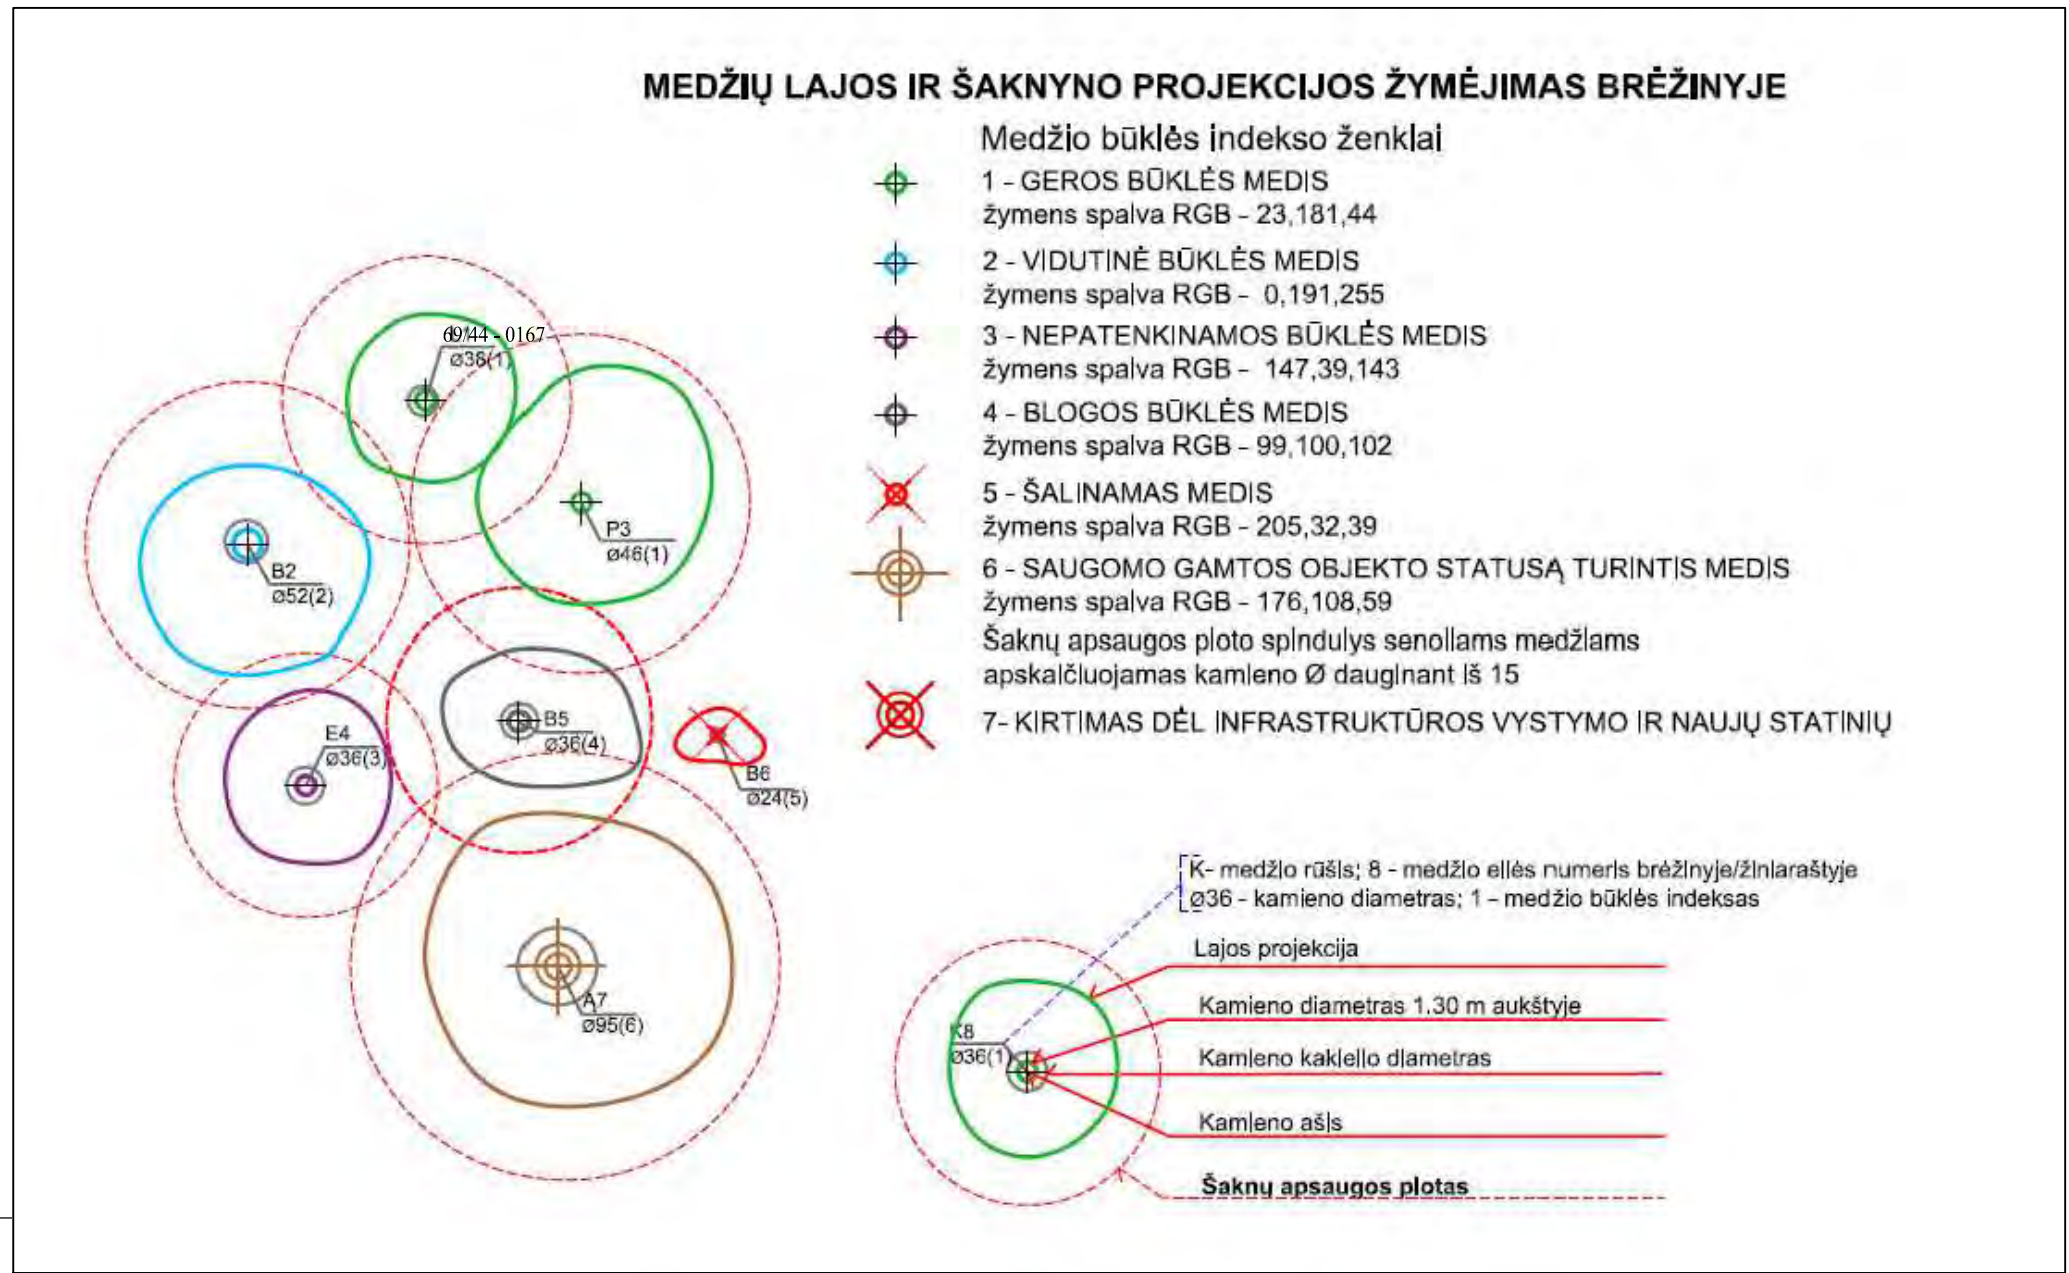 MEDŽIŲ LAJOS IR ŠAKNYNO PROJEKCIJOS ŽYMĖJIMAS BRĖŽINYJE
Medžio būklės indekso ženklai
1 - GEROS BŪKLĖS MEDIS
žymens spalva RGB - 23,181,44
2 - VIDUTINĖ BŪKLĖS MEDIS
žymens spalva RGB - 0,191,255
3 - NEPATENKINAMOS BŪKLĖS MEDIS
žymens spalva RGB - 147,39,143
4 - BLOGOS BŪKLĖS MEDIS
žymens spalva RGB - 99,100,102
5 - ŠALINAMAS MEDIS
žymens spalva RGB - 205,32,39
6 - SAUGOMO GAMTOS OBJEKTO STATUSĄ TURINTIS MEDIS
žymens spalva RGB - 176,108,59
Šaknų apsaugos ploto spindulys senoliams medžiams
apskaičiuojamas kamieno Ø dauginant iš 15
7- KIRTIMAS DĖL INFRASTRUKTŪROS VYSTYMO IR NAUJŲ STATINIŲ
69/44 - 0167
ø38(1)
P3
ø46(1)
B2
ø52(2)
B5
ø36(4)
E4
ø36(3)
B6
ø24(5)
A7
ø95(6)
K- medžio rūšis; 8 - medžio eilės numeris brėžinyje/žiniaraštyje
ø36 - kamieno diametras; 1 - medžio būklės indeksas
Lajos projekcija
Kamieno diametras 1.30 m aukštyje
K8
ø36(1)
Kamieno kaklelio diametras
Kamieno ašis
Šaknų apsaugos plotas